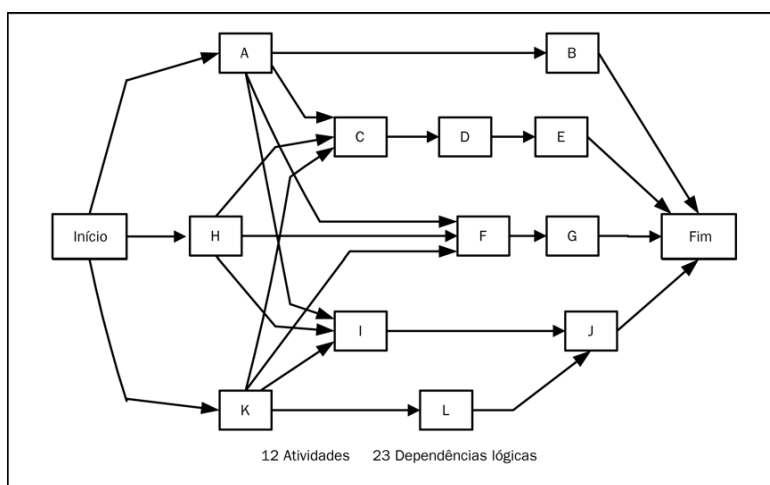 A
B
C
D
E
Início
H
F
G
Fim
I
J
K
L
12 Atividades 23 Dependências lógicas